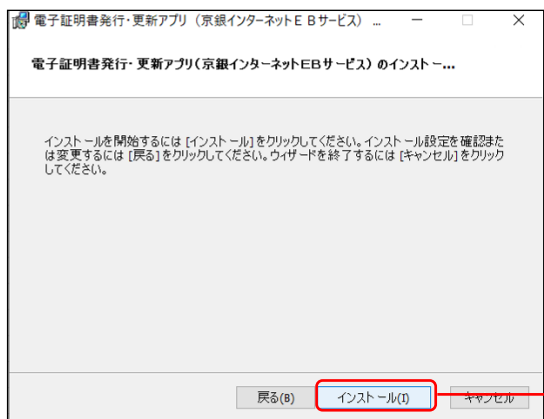 電子証明書発行・更新アプリ（京銀インターネットＥＢサービス） ...
電子証明書発行・更新アプリ(京銀インターネットEBサービス) のインストー...
インストールを開始するには [インストール]をクリックしてください。インストール設定を確認また
は変更するには [戻る]をクリックしてください。ウィザードを終了するには [キャンセル]をクリック
してください。
戻る(B) インストール(I) キャンセル